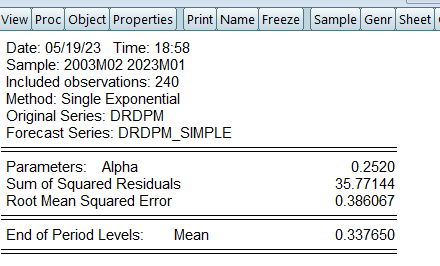 View Proc Object Properties Print Name Freeze Sample Genr Sheet
Date: 05/19/23 Time: 18:58
Sample: 2003M02 2023M01
Included observations: 240
Method: Single Exponential
Original Series: DRDPM
Forecast Series: DRDPM_SIMPLE
Parameters: Alpha 0.2520
Sum of Squared Residuals 35.77144
Root Mean Squared Error 0.386067
End of Period Levels: Mean 0.337650